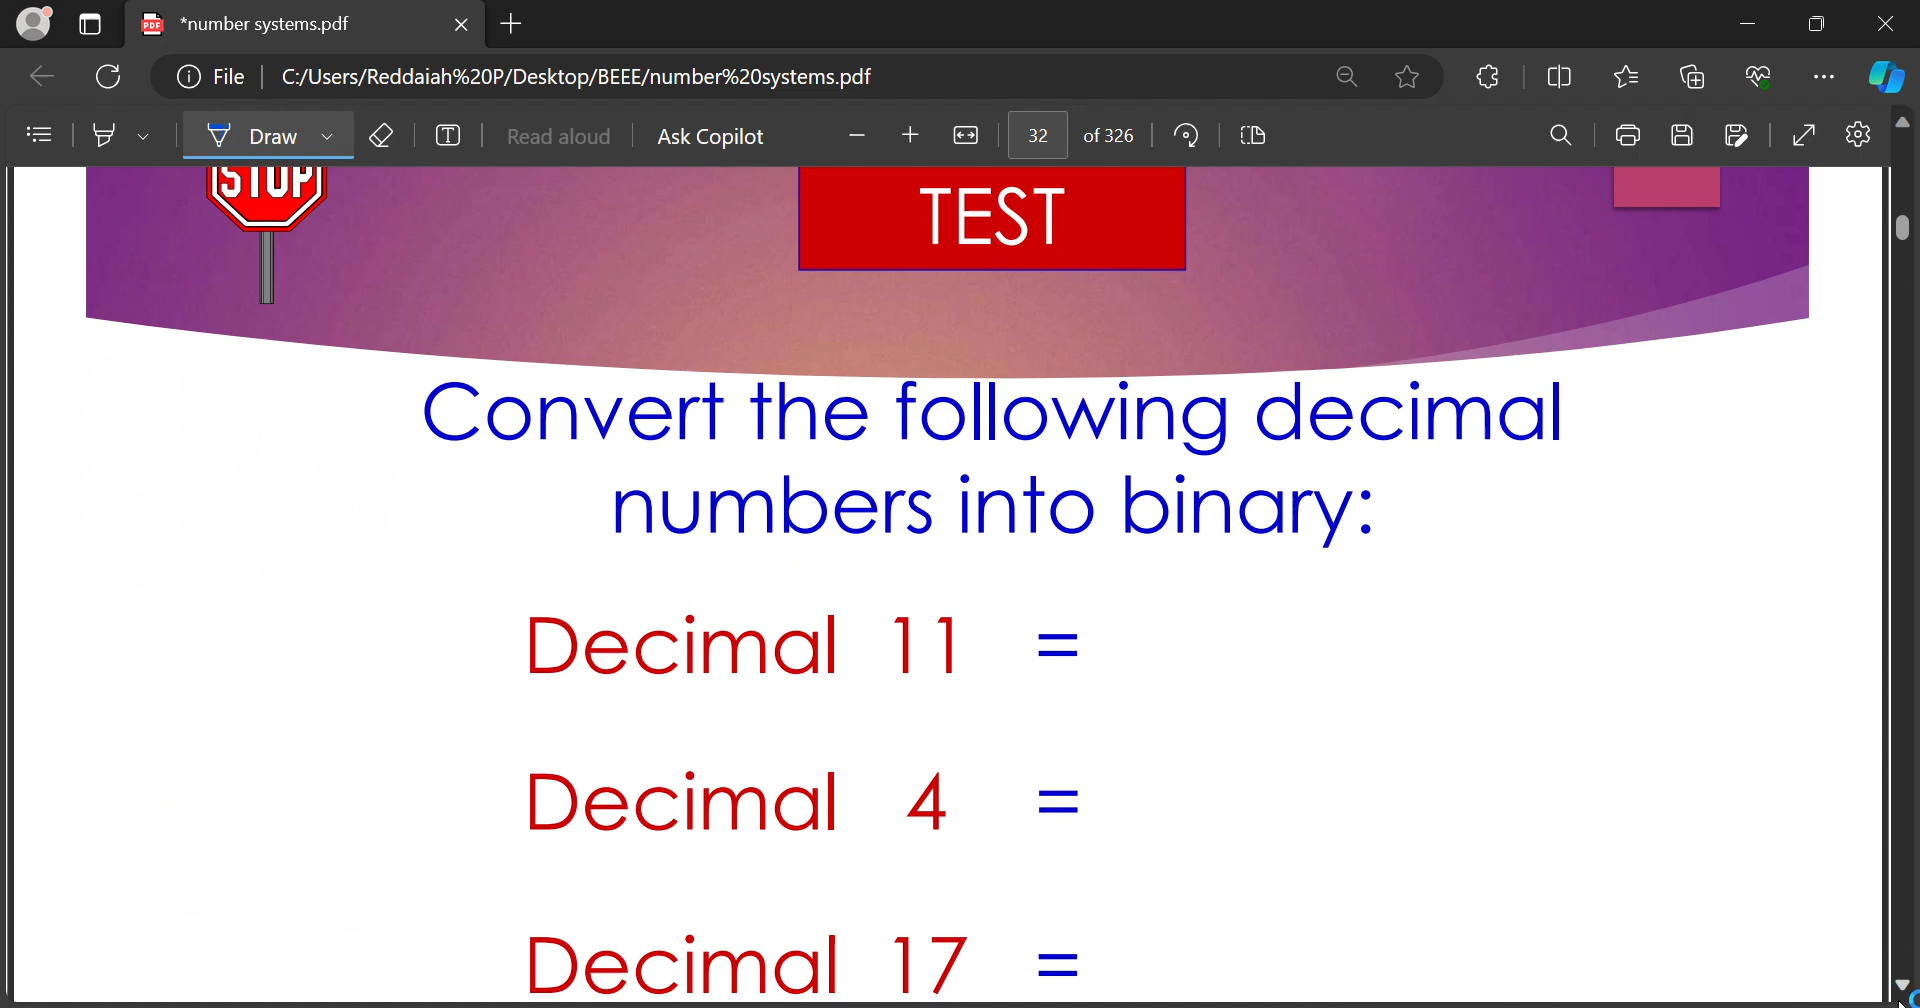 *number systems.pdf
File
C:/Users/Reddaiah%20P/Desktop/BEEE/number%20systems.pdf
Draw
Read aloud
Ask Copilot
32
of 326
STOP
TEST
Convert the following decimal
numbers into binary:
Decimal 11 =
Decimal 4 =
Decimal 17 =